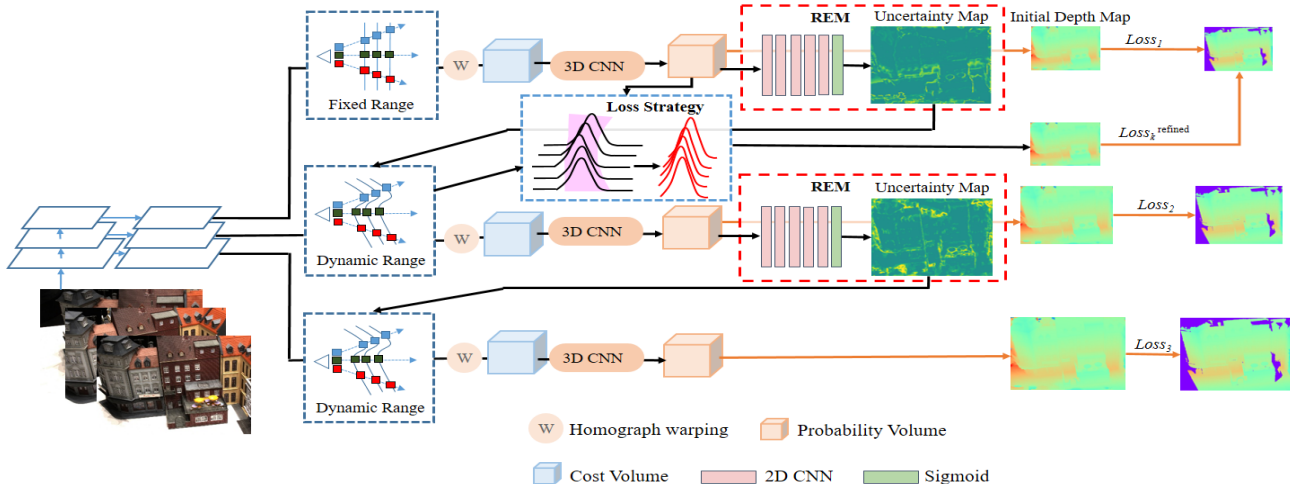 REM
Uncertainty Map
Initial Depth Map
Loss1
W
3D CNN
Fixed Range
Loss Strategy
Lossk refined
REM
Uncertainty Map
Loss2
W
3D CNN
Dynamic Range
W
3D CNN
Loss3
Dynamic Range
W
Homograph warping
Probability Volume
Cost Volume
2D CNN
Sigmoid